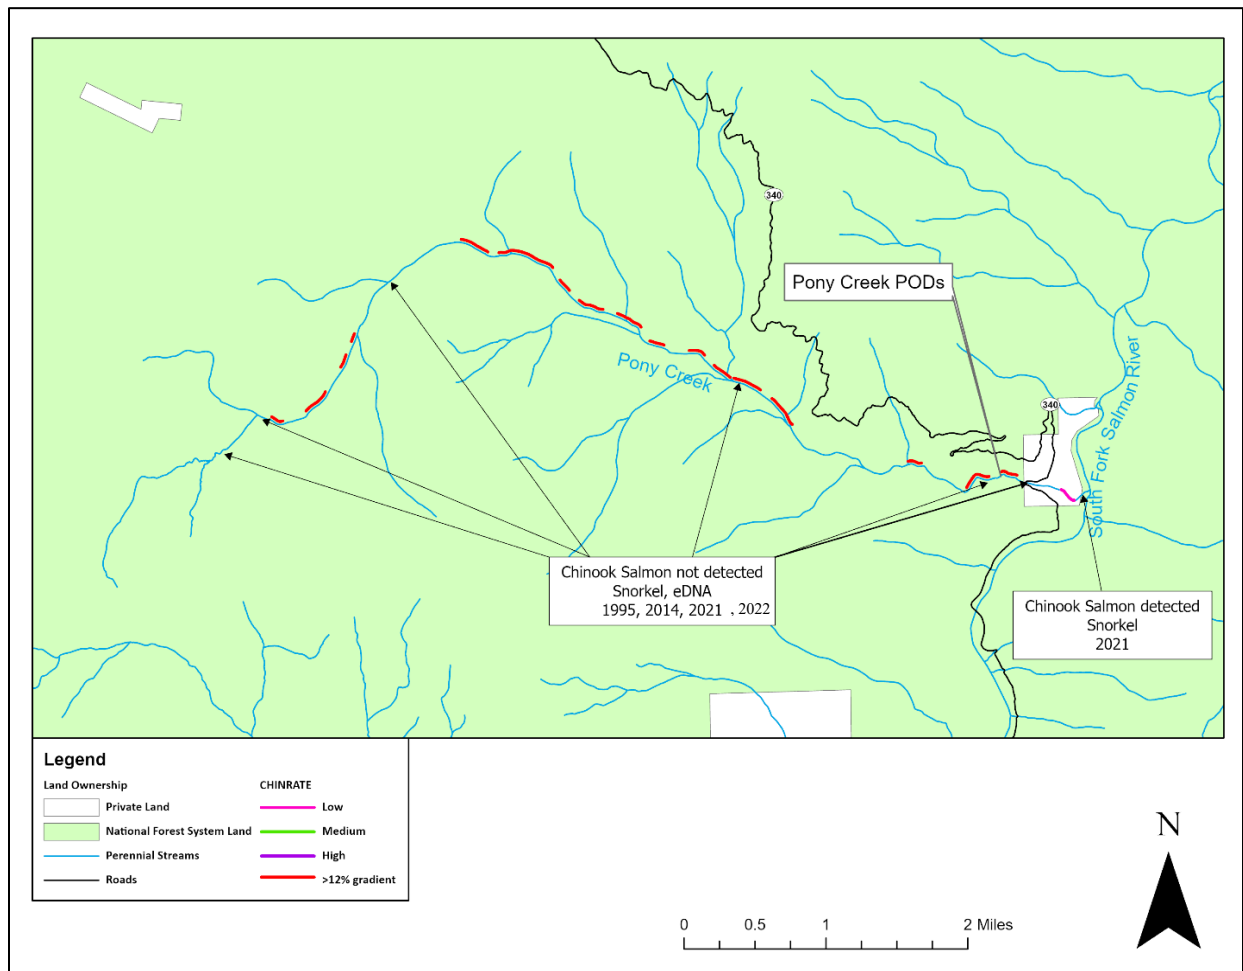 340
Pony Creek PODs
Pony Creek
340
South Fork Salmon River
Chinook Salmon not detected
Snorkel, eDNA
1995, 2014, 2021 , 2022
Chinook Salmon detected
Snorkel
2021
Legend
Land Ownership
Private Land
National Forest System Land
Perennial Streams
Roads
CHINRATE
Low
Medium
High
>12% gradient
N
0 0.5 1 2 Miles